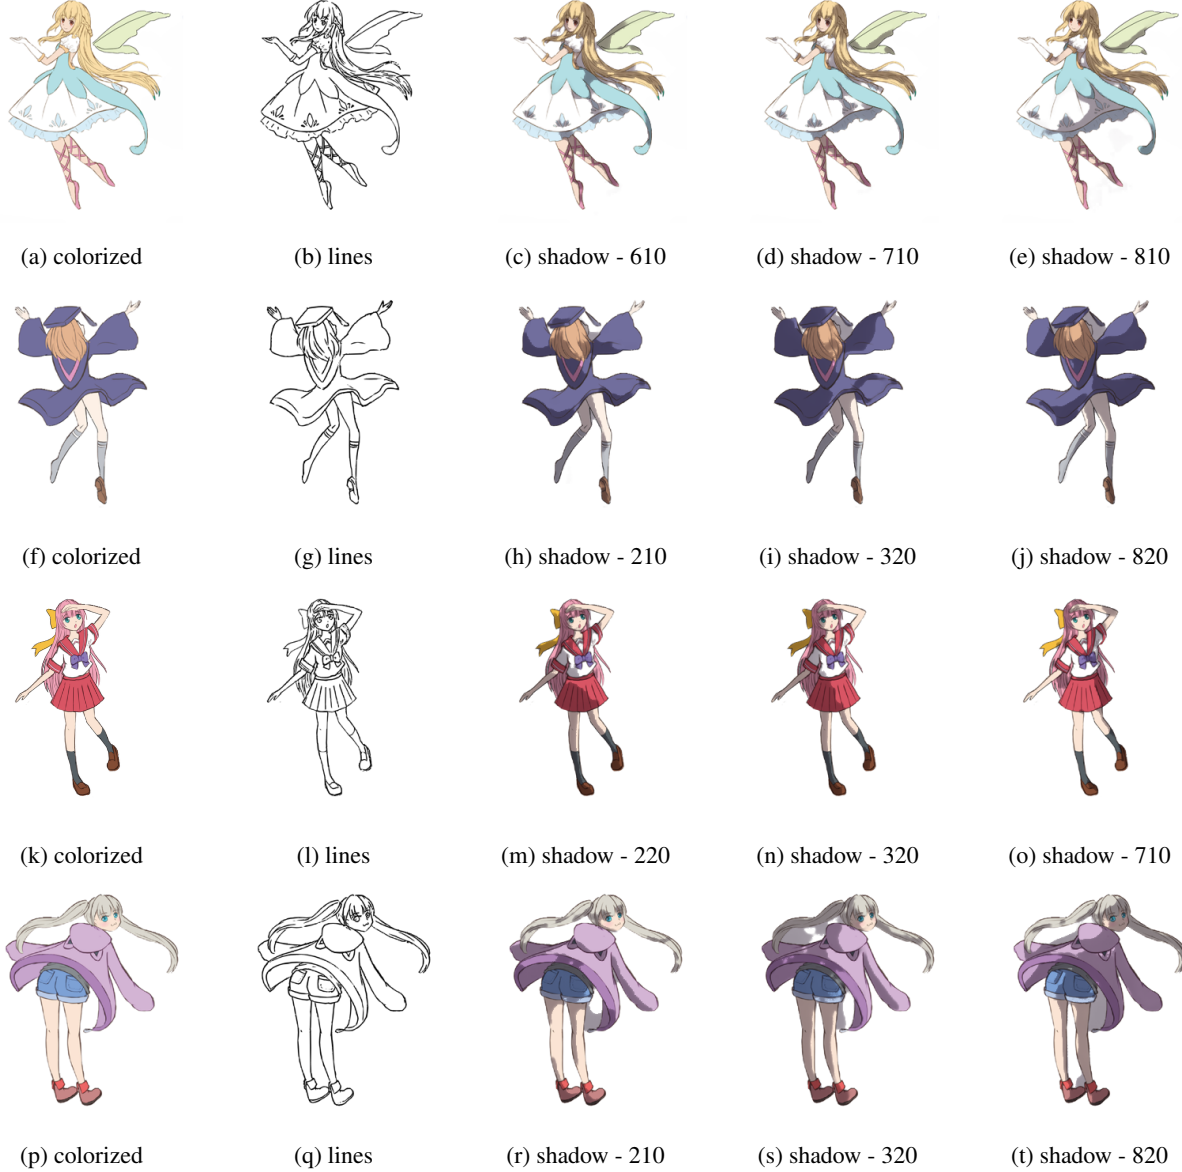 (a) colorized
(b) lines
(c) shadow - 610
(d) shadow - 710
(e) shadow - 810
(f) colorized
(g) lines
(h) shadow - 210
(i) shadow - 320
(j) shadow - 820
(k) colorized
(l) lines
(m) shadow - 220
(n) shadow - 320
(o) shadow - 710
(p) colorized
(q) lines
(r) shadow - 210
(s) shadow - 320
(t) shadow - 820